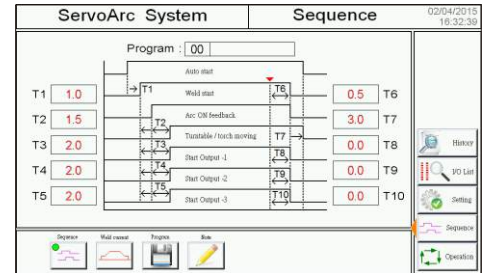 ServoArc System
Sequence
02/04/2015
16:32:39
Program : 00
Auto start
T1 1.0
T1
Weld start
T6
0.5 T6
T2 1.5
T2
Arc ON feedback
3.0 T7
T3 2.0
T3
Turntable / torch moving
T7
0.0 T8
T4 2.0
T4
Start Output -1
T8
0.0 T9
T5 2.0
T5
Start Output -2
T9
0.0 T10
Start Output -3
T10
History
I/O List
Setting
Sequence
Operation
Sequence
Weld current
Program
Note